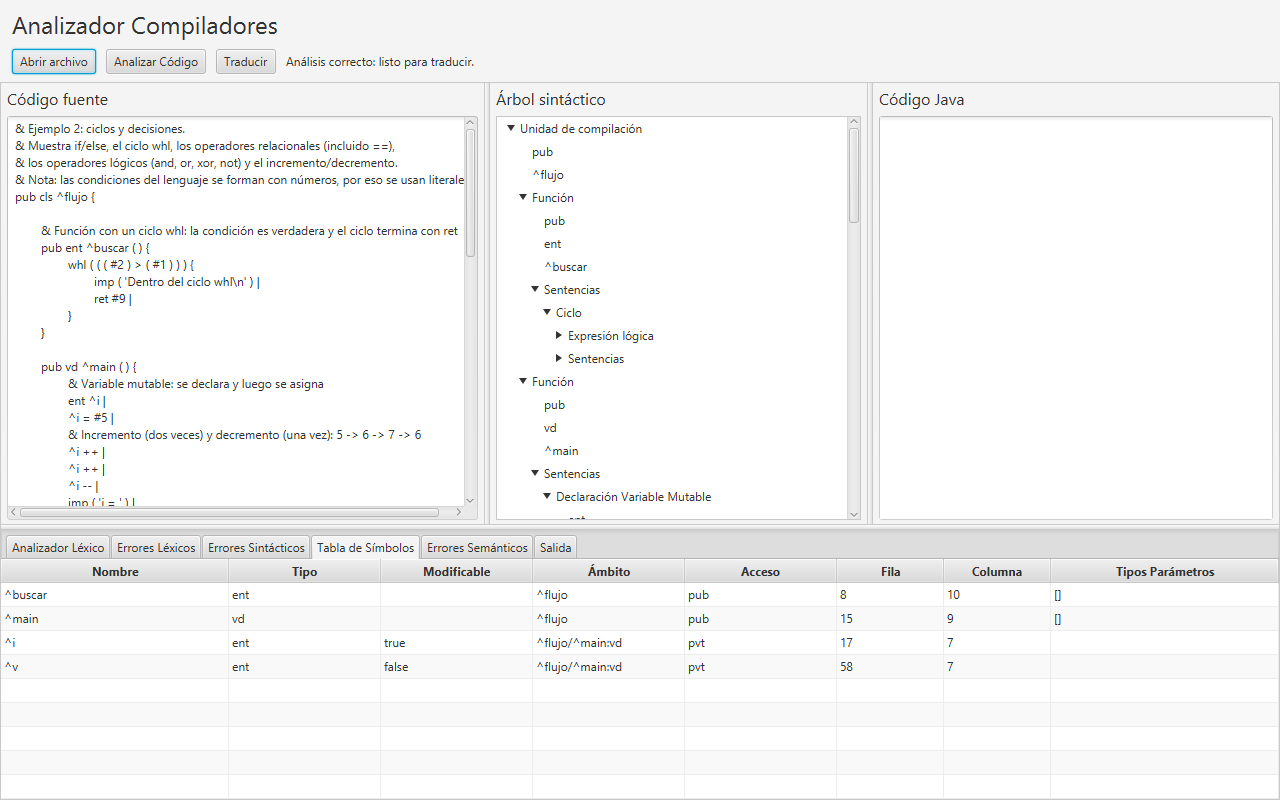 Analizador Compiladores
Abrir archivo Analizar Código Traducir Análisis correcto: listo para traducir.
Código fuente
& Ejemplo 2: ciclos y decisiones.
& Muestra if/else, el ciclo whl, los operadores relacionales (incluido ==),
& los operadores lógicos (and, or, xor, not) y el incremento/decremento.
& Nota: las condiciones del lenguaje se forman con números, por eso se usan literale
pub cls ^flujo {
& Función con un ciclo whl: la condición es verdadera y el ciclo termina con ret
pub ent ^buscar ( ) {
whl ( ( ( #2 ) > ( #1 ) ) ) {
imp ( 'Dentro del ciclo whl\n' ) |
ret #9 |
}
}
pub vd ^main ( ) {
& Variable mutable: se declara y luego se asigna
ent ^i |
^i = #5 |
& Incremento (dos veces) y decremento (una vez): 5 -> 6 -> 7 -> 6
^i ++ |
^i ++ |
^i -- |
imp ( 'i = ' ) |
Árbol sintáctico
Unidad de compilación
pub
^flujo
Función
pub
ent
^buscar
Sentencias
Ciclo
Expresión lógica
Sentencias
Función
pub
vd
^main
Sentencias
Declaración Variable Mutable
Código Java
Analizador Léxico Errores Léxicos Errores Sintácticos Tabla de Símbolos Errores Semánticos Salida
Nombre Tipo Modificable Ámbito Acceso Fila Columna Tipos Parámetros
^buscar ent ^flujo pub 8 10 []
^main vd ^flujo pub 15 9 []
^i ent true ^flujo/^main:vd pvt 17 7
^v ent false ^flujo/^main:vd pvt 58 7